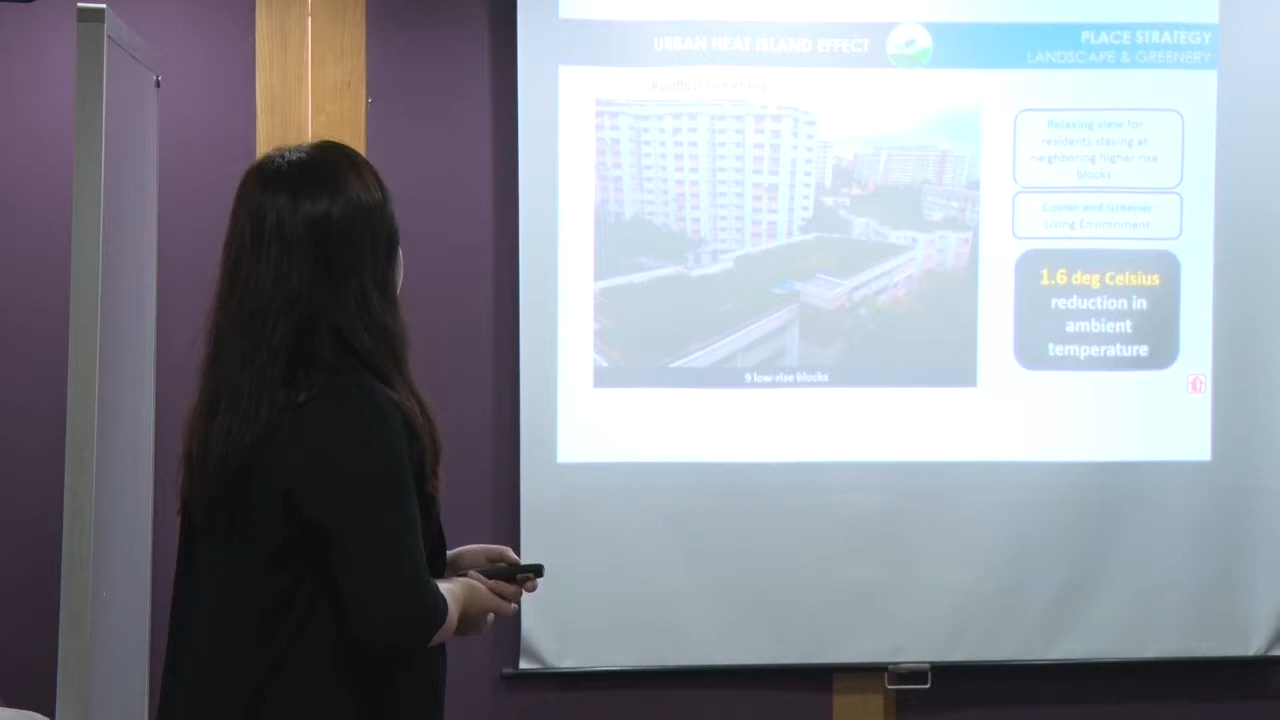 URBAN HEAT ISLAND EFFECT
PLACE STRATEGY
LANDSCAPE & GREENERY
Rooftop Greenery
Relaxing view for
residents staying at
neighboring higher rise
blocks
Cooler and Greener
Living Environment
1.6 deg Celsius
reduction in
ambient
temperature
9 low-rise blocks